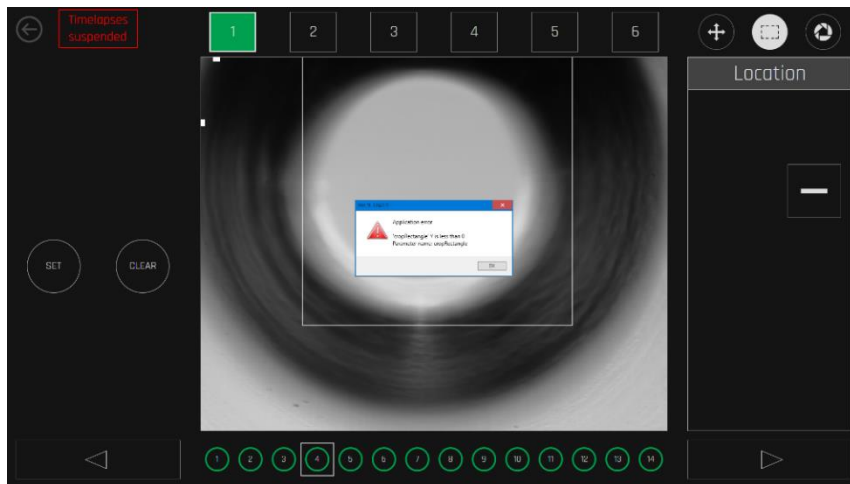 Timelapses
suspended
1
2
3
4
5
6
Location
Application error
'cropRectangle' Y is less than 0
Parameter name: cropRectangle
OK
SET
CLEAR
1
2
3
4
5
6
7
8
9
10
11
12
13
14